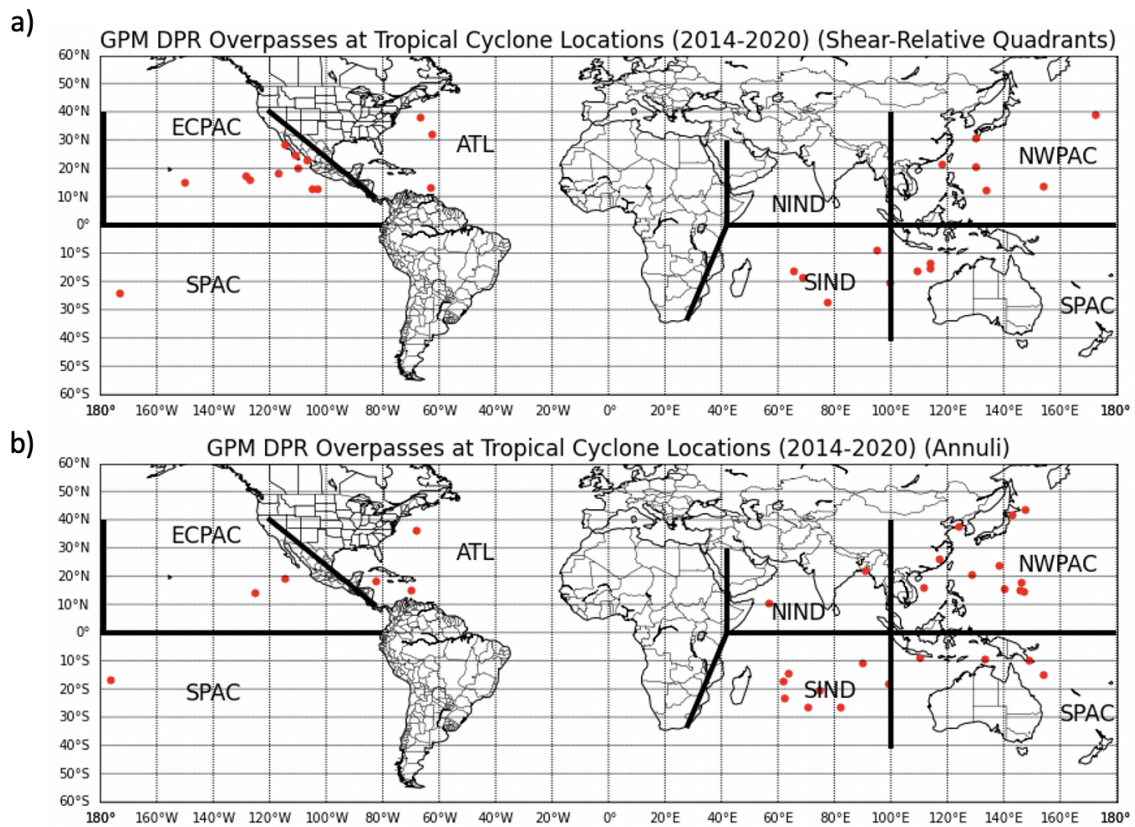 a)
GPM DPR Overpasses at Tropical Cyclone Locations (2014-2020) (Shear-Relative Quadrants)
60°N
50°N
40°N
30°N
20°N
10°N
0°
10°S
20°S
30°S
40°S
50°S
60°S
ECPAC
ATL
NWPAC
NIND
SPAC
SIND
SPAC
180° 160°W 140°W 120°W 100°W 80°W 60°W 40°W 20°W 0° 20°E 40°E 60°E 80°E 100°E 120°E 140°E 160°E 180°
b)
GPM DPR Overpasses at Tropical Cyclone Locations (2014-2020) (Annuli)
60°N
50°N
40°N
30°N
20°N
10°N
0°
10°S
20°S
30°S
40°S
50°S
60°S
ECPAC
ATL
NWPAC
NIND
SPAC
SIND
SPAC
180° 160°W 140°W 120°W 100°W 80°W 60°W 40°W 20°W 0° 20°E 40°E 60°E 80°E 100°E 120°E 140°E 160°E 180°